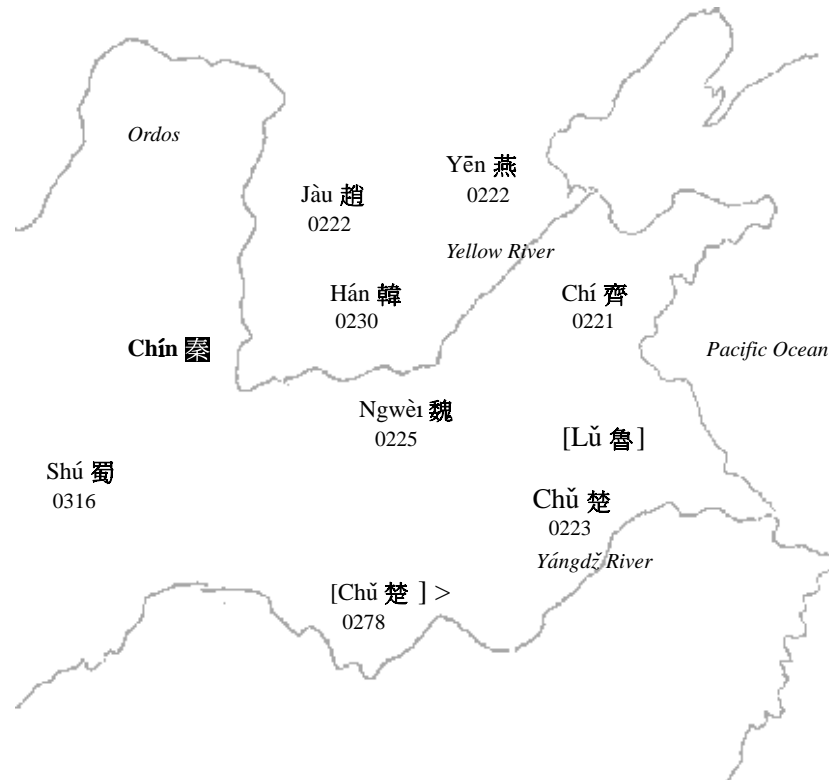 Ordos
Yēn 燕
0222
Jàu 趙
0222
Yellow River
Hán 韓
0230
Chí 齊
0221
Chín 秦
Pacific Ocean
Ngwèı 魏
0225
[Lǔ 魯]
Shú 蜀
0316
Chǔ 楚
0223
Yángdž River
[Chǔ 楚 ] >
0278